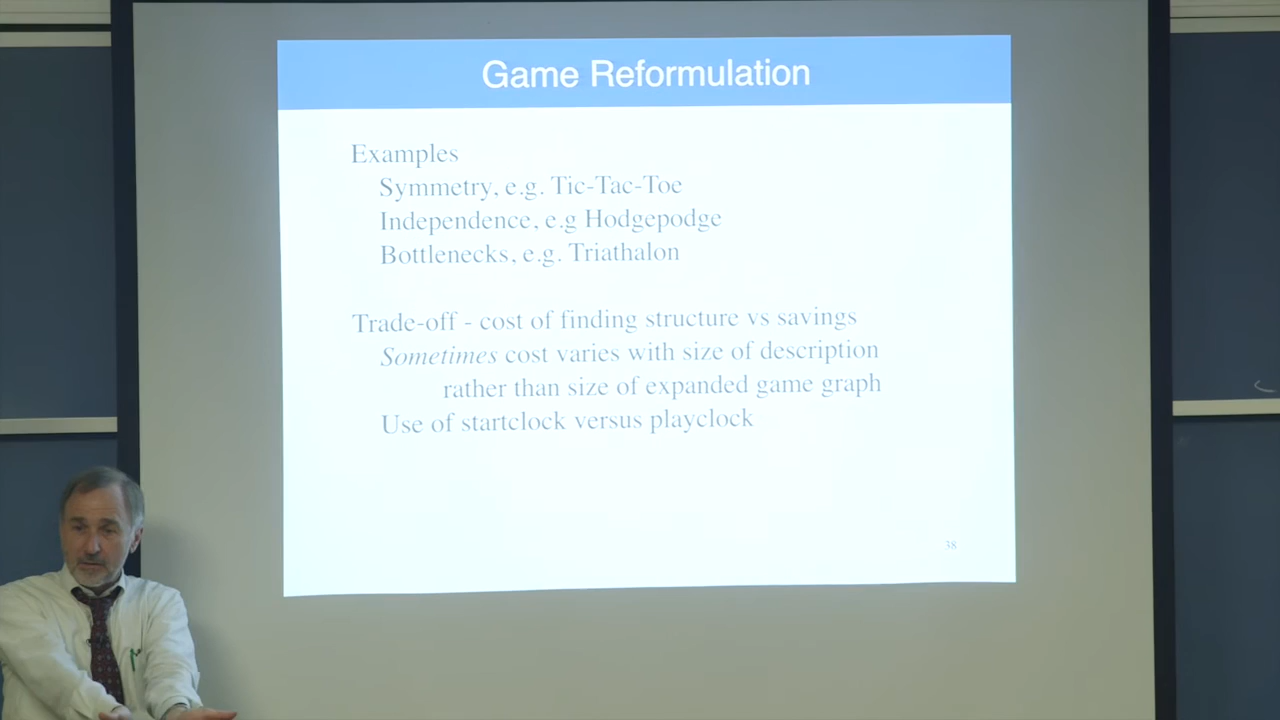 Game Reformulation
Examples
Symmetry, e.g. Tic-Tac-Toe
Independence, e.g Hodgepodge
Bottlenecks, e.g. Triathalon
Trade-off - cost of finding structure vs savings
Sometimes cost varies with size of description
rather than size of expanded game graph
Use of startclock versus playclock
38